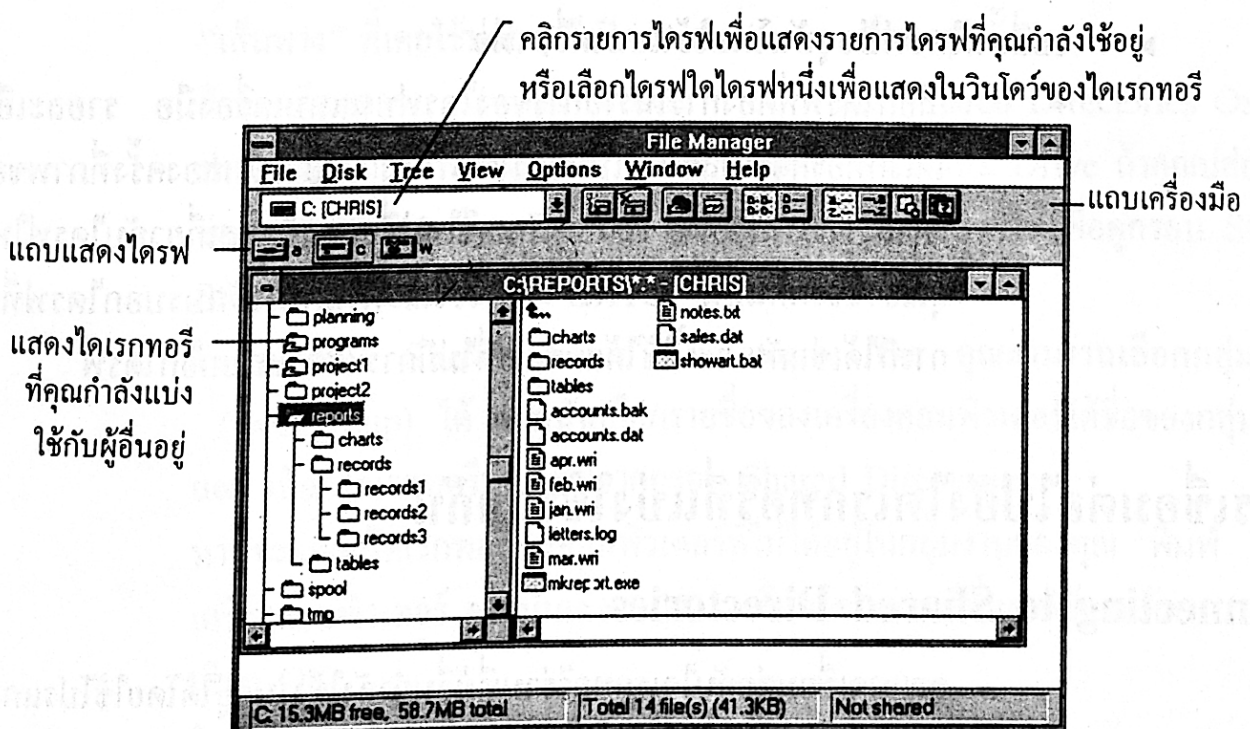 คลิกรายการไดรฟเพื่อแสดงรายการไดรฟที่คุณกำลังใช้อยู่
หรือเลือกไดรฟใดไดรฟหนึ่งเพื่อแสดงในวินโดว์ของไดเรกทอรี
File Manager
File Disk Tree View Options Window Help
C: [CHRIS]
แถบเครื่องมือ
แถบแสดงไดรฟ
a c w
C:\REPORTS\*.* - [CHRIS]
แสดงไดเรกทอรี
ที่คุณกำลังแบ่ง
ใช้กับผู้อื่นอยู่
planning
programs
project1
project2
reports
charts
records
records1
records2
records3
tables
spool
tmp
charts
records
tables
accounts.bak
accounts.dat
apr.wri
feb.wri
jan.wri
letters.log
mar.wri
mkreport.exe
notes.txt
sales.dat
showart.bat
C: 15.3MB free, 58.7MB total
Total 14 file(s) (41.3KB)
Not shared